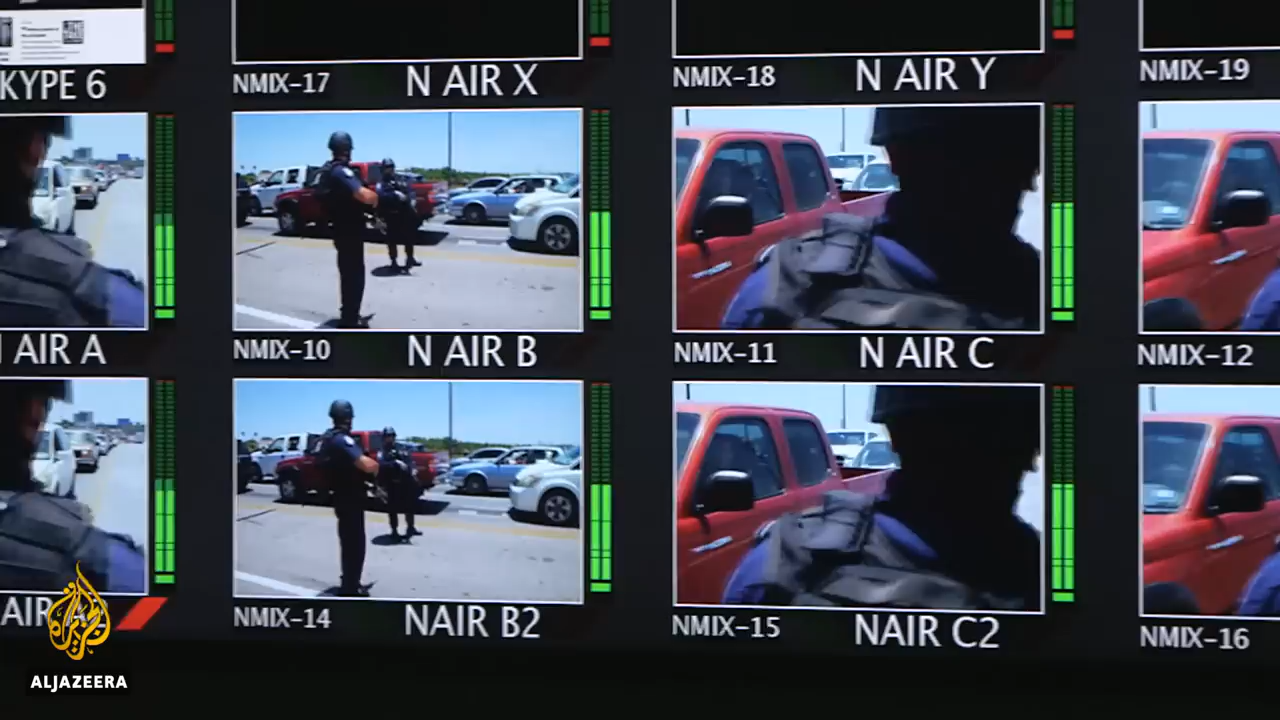 KYPE 6
NMIX-17 N AIR X
NMIX-18 N AIR Y
NMIX-19
AIR A
NMIX-10 N AIR B
NMIX-11 N AIR C
NMIX-12
AIR
NMIX-14 NAIR B2
NMIX-15 NAIR C2
NMIX-16
ALJAZEERA